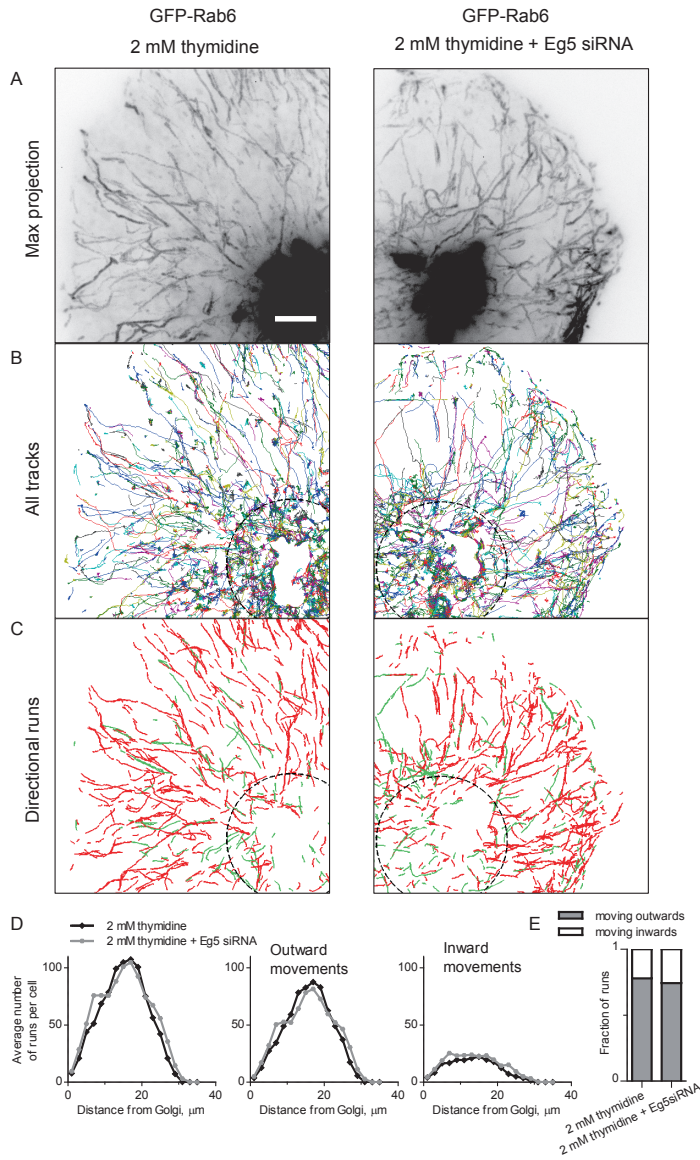 GFP-Rab6
2 mM thymidine
GFP-Rab6
2 mM thymidine + Eg5 siRNA
A
Max projection
B
All tracks
C
Directional runs
D
2 mM thymidine
2 mM thymidine + Eg5 siRNA
Average number
of runs per cell
100
50
0
0 20 40
Distance from Golgi, μm
Outward
movements
100
50
0
0 20 40
Distance from Golgi, μm
Inward
movements
100
50
0
0 20 40
Distance from Golgi, μm
E
moving outwards
moving inwards
Fraction of runs
1
0
2 mM thymidine
2 mM thymidine + Eg5siRNA